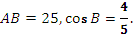 AB = 25, cos B = 4/5.